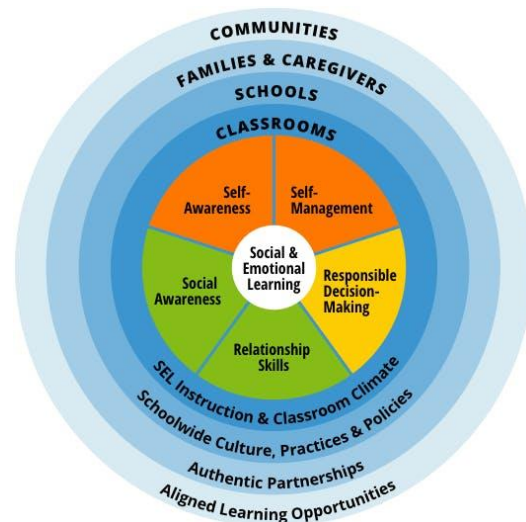 COMMUNITIES
FAMILIES & CAREGIVERS
SCHOOLS
CLASSROOMS
Self-
Awareness
Self-
Management
Social &
Emotional
Learning
Social
Awareness
Responsible
Decision-
Making
Relationship
Skills
SEL Instruction & Classroom Climate
Schoolwide Culture, Practices & Policies
Authentic Partnerships
Aligned Learning Opportunities